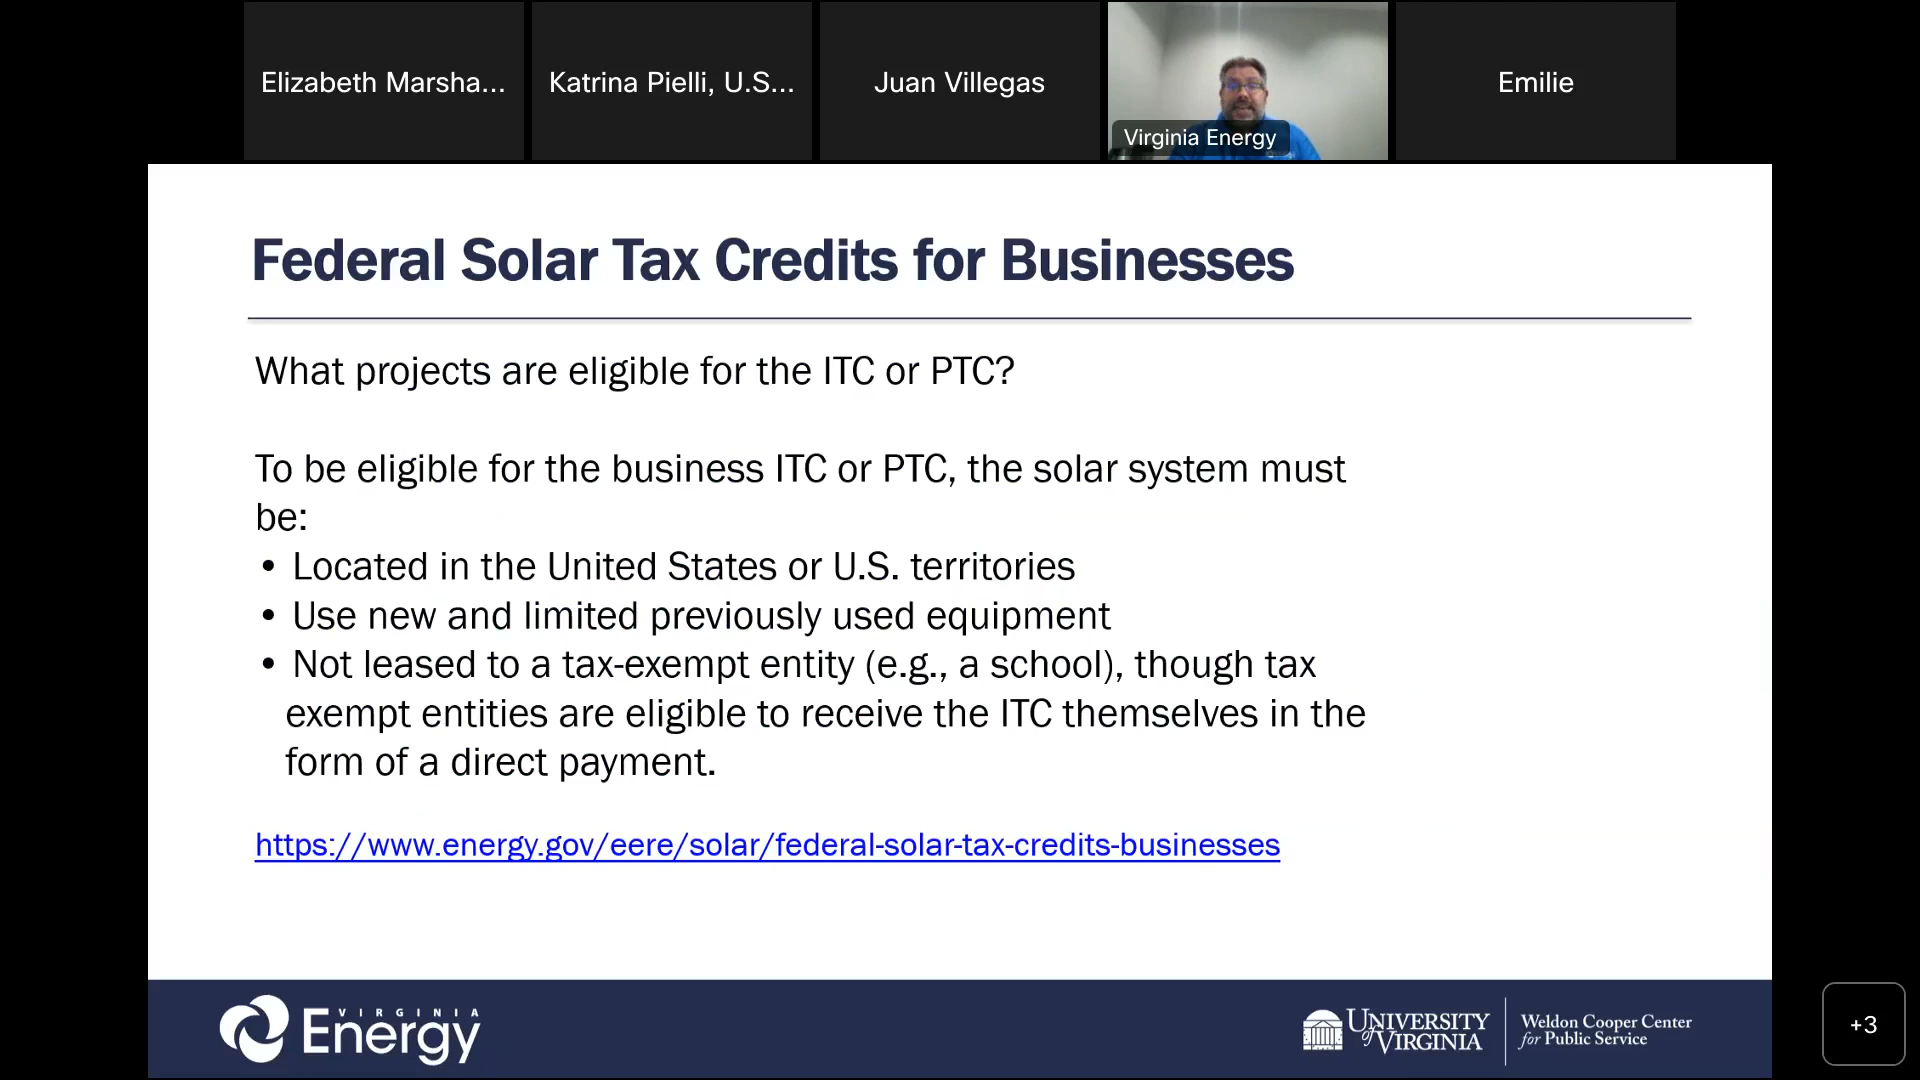 Elizabeth Marsha...
Katrina Pielli, U.S...
Juan Villegas
Virginia Energy
Emilie
Federal Solar Tax Credits for Businesses
What projects are eligible for the ITC or PTC?
To be eligible for the business ITC or PTC, the solar system must
be:
• Located in the United States or U.S. territories
• Use new and limited previously used equipment
• Not leased to a tax-exempt entity (e.g., a school), though tax
exempt entities are eligible to receive the ITC themselves in the
form of a direct payment.
https://www.energy.gov/eere/solar/federal-solar-tax-credits-businesses
VIRGINIA
Energy
UNIVERSITY
of VIRGINIA
Weldon Cooper Center
for Public Service
+3